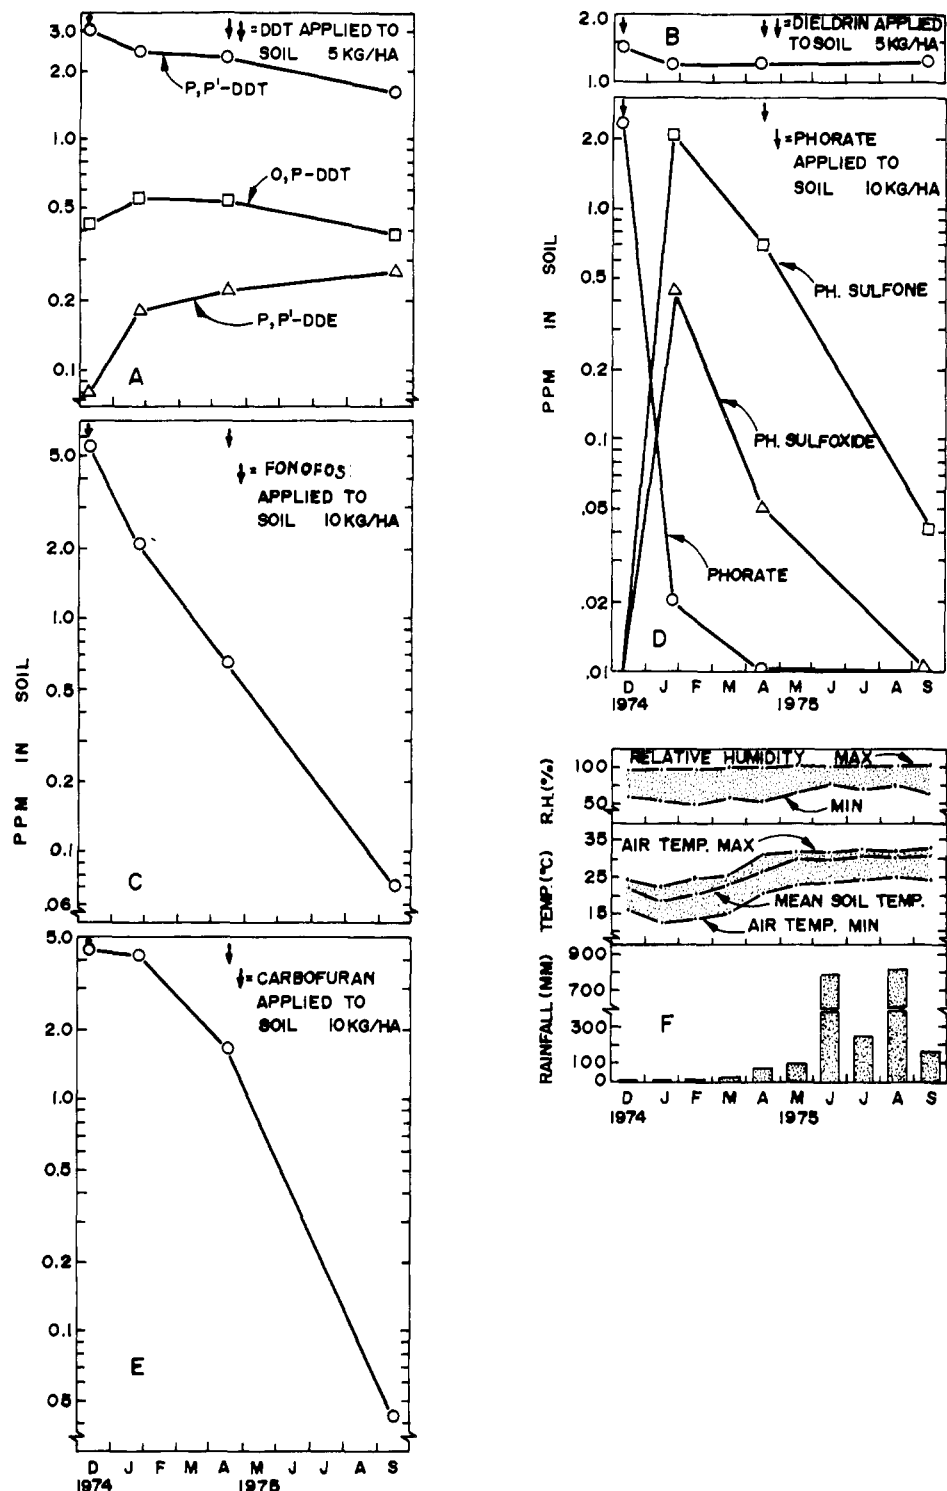 3.0
2.0
1.0
0.5
0.2
0.1
= DDT APPLIED TO
SOIL 5 KG/HA
P, P'-DDT
O, P-DDT
P, P'-DDE
A
5.0
2.0
1.0
0.5
0.2
0.1
.06
= FONOFOS
APPLIED TO
SOIL 10 KG/HA
C
PPM IN SOIL
5.0
2.0
1.0
0.2
0.1
0.5
= CARBOFURAN
APPLIED TO
SOIL 10 KG/HA
E
D J F M A M J J A S
1974 1975
2.0
1.0
B
= DIELDRIN APPLIED
TO SOIL 5 KG/HA
2.0
1.0
0.5
0.2
0.1
.05
.02
.01
PPM IN SOIL
= PHORATE
APPLIED TO
SOIL 10 KG/HA
PH. SULFONE
PH. SULFOXIDE
PHORATE
D
D J F M A M J J A S
1974 1975
R.H. (%)
100
50
RELATIVE HUMIDITY MAX
MIN
TEMP. (°C)
35
25
15
AIR TEMP. MAX
MEAN SOIL TEMP.
AIR TEMP. MIN
RAINFALL (MM)
900
700
300
100
0
F
D J F M A M J J A S
1974 1975